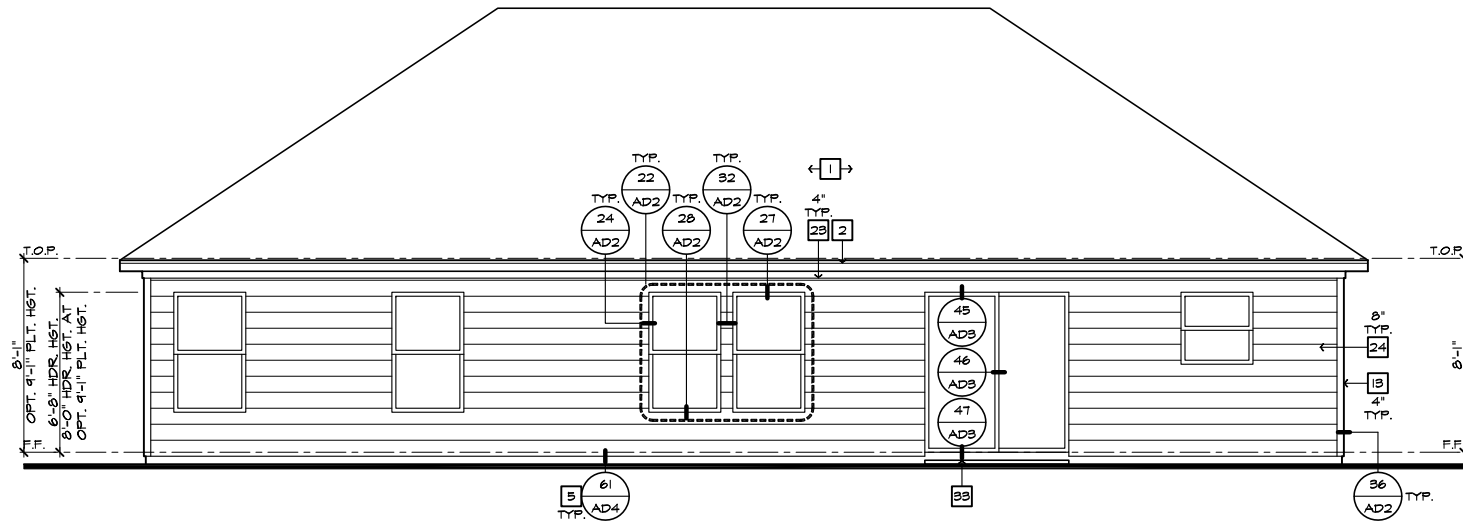 TYP.
22
AD2
TYP.
32
AD2
1
TYP.
24
AD2
TYP.
28
AD2
TYP.
27
AD2
4"
TYP.
23
2
T.O.P.
T.O.P.
8'-1"
OPT. 9'-1" PLT. HGT.
6'-8" HDR. HGT.
8'-0" HDR. HGT. AT
OPT. 9'-1" PLT. HGT.
F.F.
45
AD3
46
AD3
47
AD3
8"
TYP.
24
13
4"
TYP.
8'-1"
F.F.
5
TYP.
61
AD4
33
36
AD2
TYP.